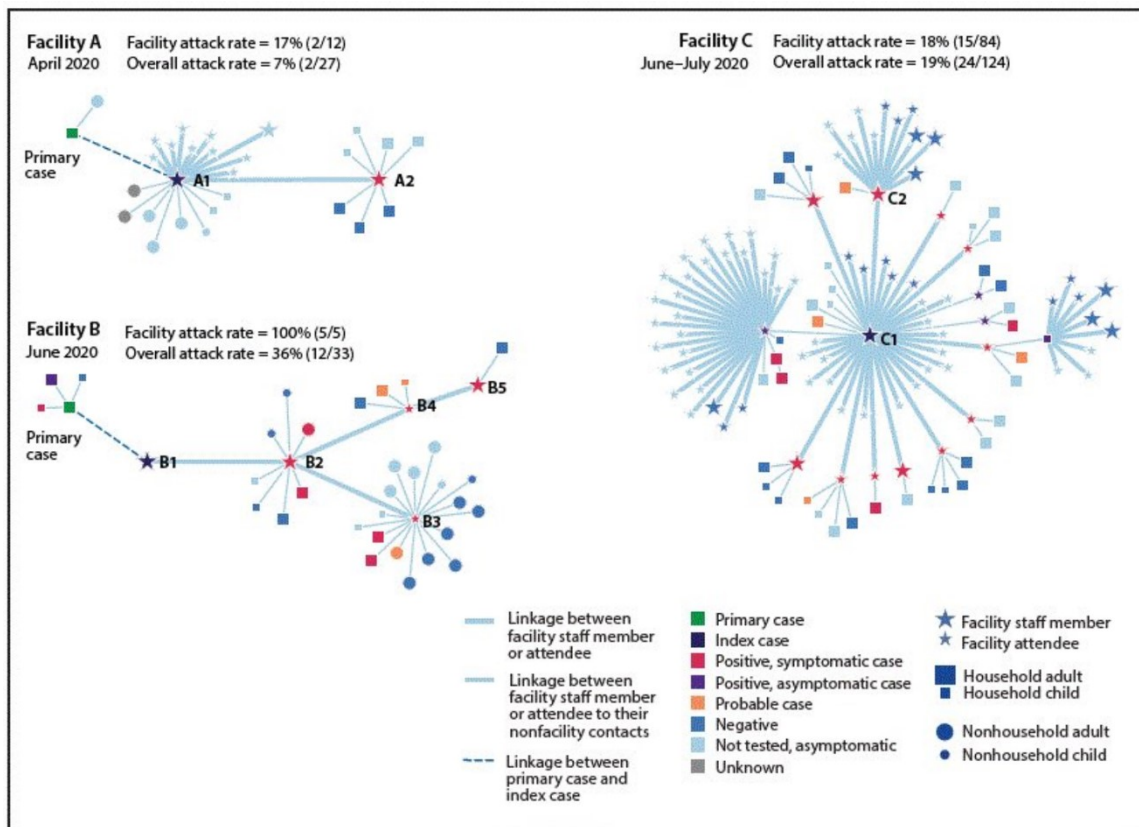 Facility A Facility attack rate = 17% (2/12)
April 2020 Overall attack rate = 7% (2/27)
Primary
case
A1
A2
Facility B Facility attack rate = 100% (5/5)
June 2020 Overall attack rate = 36% (12/33)
Primary
case
B1
B2
B3
B4
B5
Facility C Facility attack rate = 18% (15/84)
June–July 2020 Overall attack rate = 19% (24/124)
C2
C1
Linkage between
facility staff member
or attendee
Linkage between
facility staff member
or attendee to their
nonfacility contacts
Linkage between
primary case and
index case
Primary case
Index case
Positive, symptomatic case
Positive, asymptomatic case
Probable case
Negative
Not tested, asymptomatic
Unknown
Facility staff member
Facility attendee
Household adult
Household child
Nonhousehold adult
Nonhousehold child